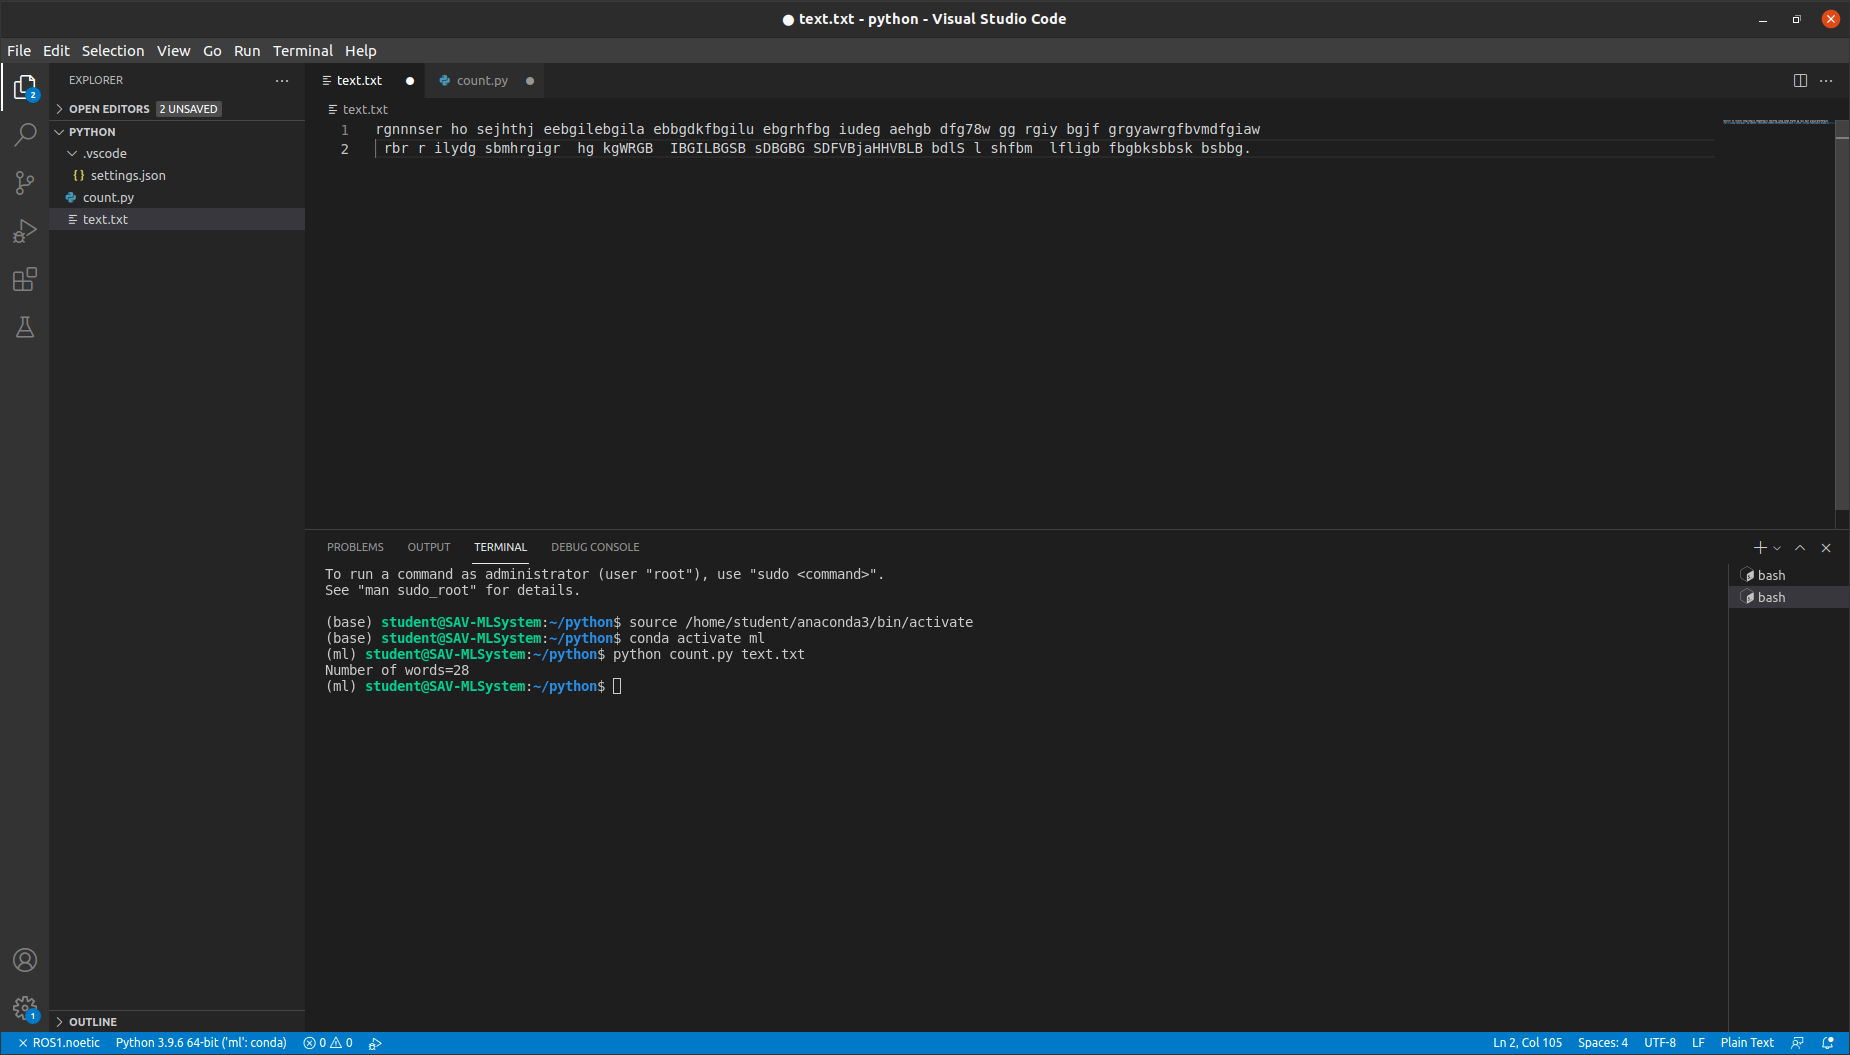 ● text.txt - python - Visual Studio Code
File Edit Selection View Go Run Terminal Help
EXPLORER
OPEN EDITORS 2 UNSAVED
PYTHON
.vscode
{} settings.json
count.py
text.txt
text.txt
count.py
text.txt
1 rgnnnser ho sejhthj eebgilebgila ebbgdkfbgilu ebgrhfbg iudeg aehgb dfg78w gg rgiy bgjf grgyawrgfbvmdfgiaw
2 rbr r ilydg sbmhrgigr  hg kgWRGB  IBGILBGSB sDBGBG SDFVBjaHHVBLB bdlS l shfbm  lfligb fbgbksbbsk bsbbg.
PROBLEMS OUTPUT TERMINAL DEBUG CONSOLE
To run a command as administrator (user "root"), use "sudo <command>".
See "man sudo_root" for details.
(base) student@SAV-MLSystem:~/python$ source /home/student/anaconda3/bin/activate
(base) student@SAV-MLSystem:~/python$ conda activate ml
(ml) student@SAV-MLSystem:~/python$ python count.py text.txt
Number of words=28
(ml) student@SAV-MLSystem:~/python$
bash
bash
2
1
OUTLINE
ROS1.noetic Python 3.9.6 64-bit ('ml': conda) 0 0 Ln 2, Col 105 Spaces: 4 UTF-8 LF Plain Text